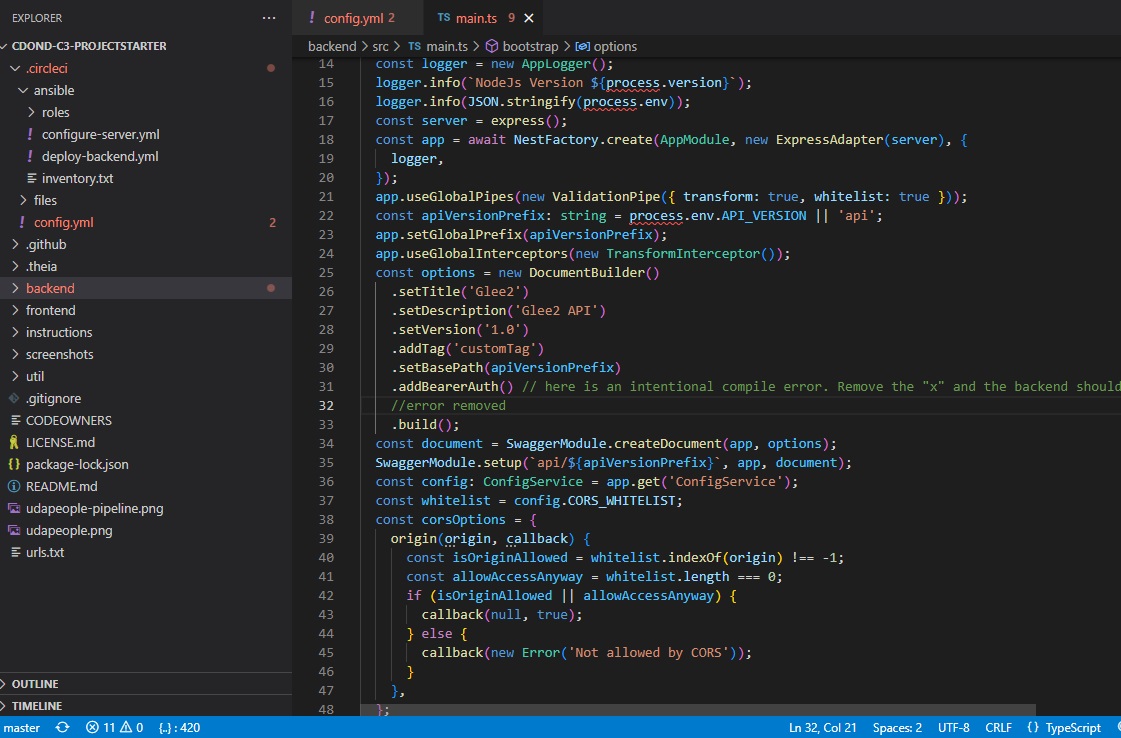 EXPLORER
CDOND-C3-PROJECTSTARTER
.circleci
ansible
roles
configure-server.yml
deploy-backend.yml
inventory.txt
files
config.yml 2
.github
.theia
backend
frontend
instructions
screenshots
util
.gitignore
CODEOWNERS
LICENSE.md
package-lock.json
README.md
udapeople-pipeline.png
udapeople.png
urls.txt
OUTLINE
TIMELINE
config.yml 2
TS main.ts 9
backend > src > TS main.ts > bootstrap > options
14 const logger = new AppLogger();
15 logger.info(`NodeJs Version ${process.version}`);
16 logger.info(JSON.stringify(process.env));
17 const server = express();
18 const app = await NestFactory.create(AppModule, new ExpressAdapter(server), {
19 logger,
20 });
21 app.useGlobalPipes(new ValidationPipe({ transform: true, whitelist: true }));
22 const apiVersionPrefix: string = process.env.API_VERSION || 'api';
23 app.setGlobalPrefix(apiVersionPrefix);
24 app.useGlobalInterceptors(new TransformInterceptor());
25 const options = new DocumentBuilder()
26 .setTitle('Glee2')
27 .setDescription('Glee2 API')
28 .setVersion('1.0')
29 .addTag('customTag')
30 .setBasePath(apiVersionPrefix)
31 .addBearerAuth() // here is an intentional compile error. Remove the "x" and the backend should
32 //error removed
33 .build();
34 const document = SwaggerModule.createDocument(app, options);
35 SwaggerModule.setup(`api/${apiVersionPrefix}`, app, document);
36 const config: ConfigService = app.get('ConfigService');
37 const whitelist = config.CORS_WHITELIST;
38 const corsOptions = {
39 origin(origin, callback) {
40 const isOriginAllowed = whitelist.indexOf(origin) !== -1;
41 const allowAccessAnyway = whitelist.length === 0;
42 if (isOriginAllowed || allowAccessAnyway) {
43 callback(null, true);
44 } else {
45 callback(new Error('Not allowed by CORS'));
46 }
47 },
48 };
master 11 0 {..} : 420 Ln 32, Col 21 Spaces: 2 UTF-8 CRLF {} TypeScript